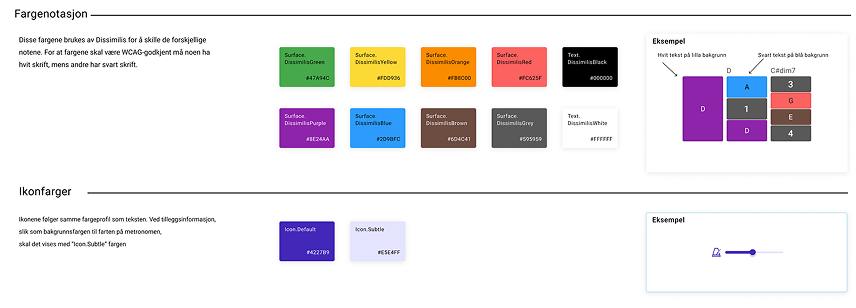 Fargenotasjon
Disse fargene brukes av Dissimilis for å skille de forskjellige
notene. For at fargene skal være WCAG-godkjent må noen ha
hvit skrift, mens andre har svart skrift.
Surface.
DissimilisGreen
#47A94C
Surface.
DissimilisYellow
#FDD936
Surface.
DissimilisOrange
#FB8C00
Surface.
DissimilisRed
#FC625F
Text.
DissimilisBlack
#000000
Surface.
DissimilisPurple
#8E24AA
Surface.
DissimilisBlue
#2D9BFC
Surface.
DissimilisBrown
#6D4C41
Surface.
DissimilisGrey
#595959
Text.
DissimilisWhite
#FFFFFF
Eksempel
Hvit tekst på lilla bakgrunn
Svart tekst på blå bakgrunn
D
C#dim7
D
A
1
D
3
G
E
4
Ikonfarger
Ikonene følger samme fargeprofil som teksten. Ved tilleggsinformasjon,
slik som bakgrunnsfargen til farten på metronomen,
skal det vises med "Icon.Subtle" fargen
Icon.Default
#4227B9
Icon.Subtle
#E5E4FF
Eksempel